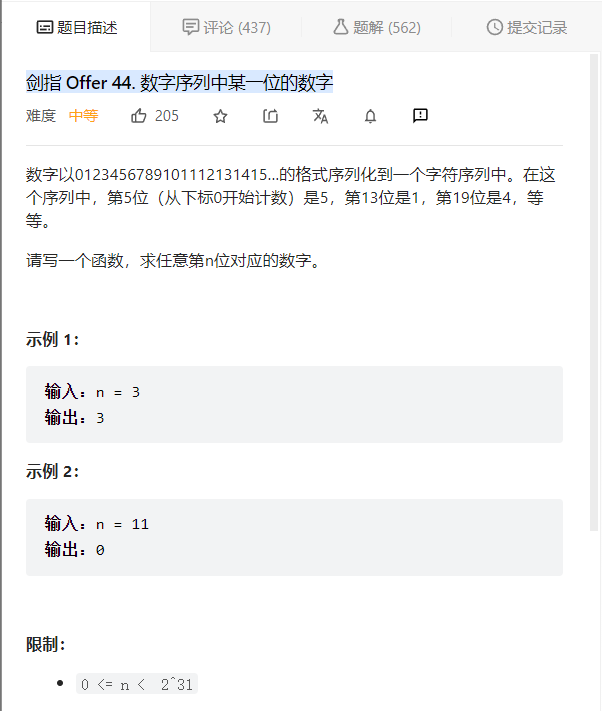 题目描述 评论 (437) 题解 (562) 提交记录
剑指 Offer 44. 数字序列中某一位的数字
难度 中等 205
数字以0123456789101112131415…的格式序列化到一个字符序列中。在这
个序列中，第5位（从下标0开始计数）是5，第13位是1，第19位是4，等
等。
请写一个函数，求任意第n位对应的数字。
示例 1：
输入：n = 3
输出：3
示例 2：
输入：n = 11
输出：0
限制：
0 <= n < 2^31